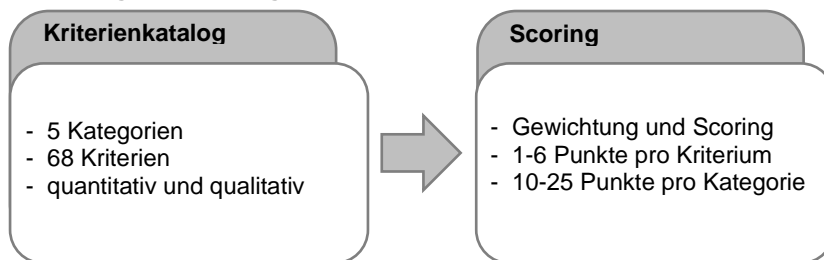 Kriterienkatalog
- 5 Kategorien
- 68 Kriterien
- quantitativ und qualitativ
Scoring
- Gewichtung und Scoring
- 1-6 Punkte pro Kriterium
- 10-25 Punkte pro Kategorie